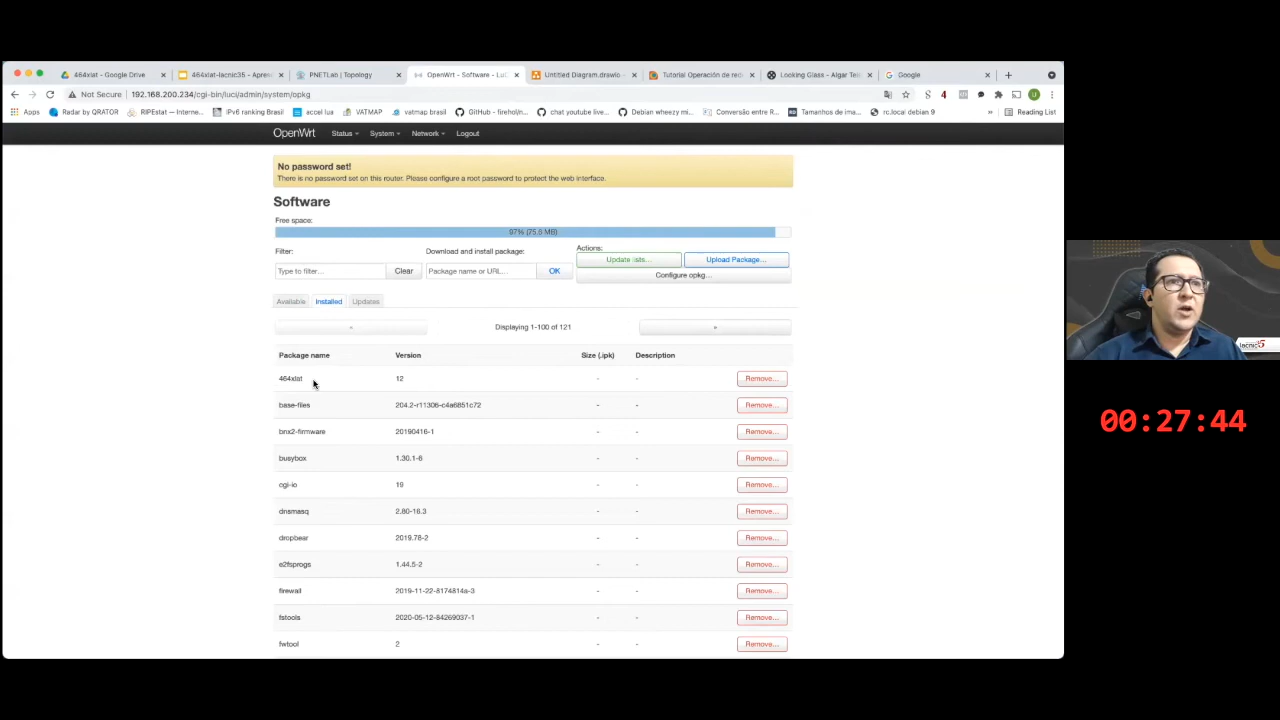 464xlat - Google Drive
464xlat-lacnic35 - Apres
PNETLab | Topology
OpenWrt - Software - LuC
Untitled Diagram.drawio
Tutorial Operación de red
Looking Glass - Algar Tele
Google
Not Secure | 192.168.200.234/cgi-bin/luci/admin/system/opkg
Apps
Radar by QRATOR
RIPEstat — Interne...
IPv6 ranking Brasil
accel lua
VATMAP
vatmap brasil
GitHub - firehol/n...
chat youtube live...
Debian wheezy mi...
Conversão entre R...
Tamanhos de ima...
rc.local debian 9
»
Reading List
OpenWrt Status System Network Logout
No password set!
There is no password set on this router. Please configure a root password to protect the web interface.
Software
Free space:
97% (75.5 MB)
Filter:
Download and install package:
Actions:
Type to filter...
Clear
Package name or URL...
OK
Update lists...
Upload Package...
Configure opkg...
Available Installed Updates
«
Displaying 1-100 of 121
»
Package name Version Size (.ipk) Description
464xlat 12 - - Remove...
base-files 204.2-r11306-c4a6851c72 - - Remove...
bnx2-firmware 20190416-1 - - Remove...
busybox 1.30.1-6 - - Remove...
cgi-io 19 - - Remove...
dnsmasq 2.80-16.3 - - Remove...
dropbear 2019.78-2 - - Remove...
e2fsprogs 1.44.5-2 - - Remove...
firewall 2019-11-22-8174814a-3 - - Remove...
fstools 2020-05-12-84269037-1 - - Remove...
fwtool 2 - - Remove...
00:27:44